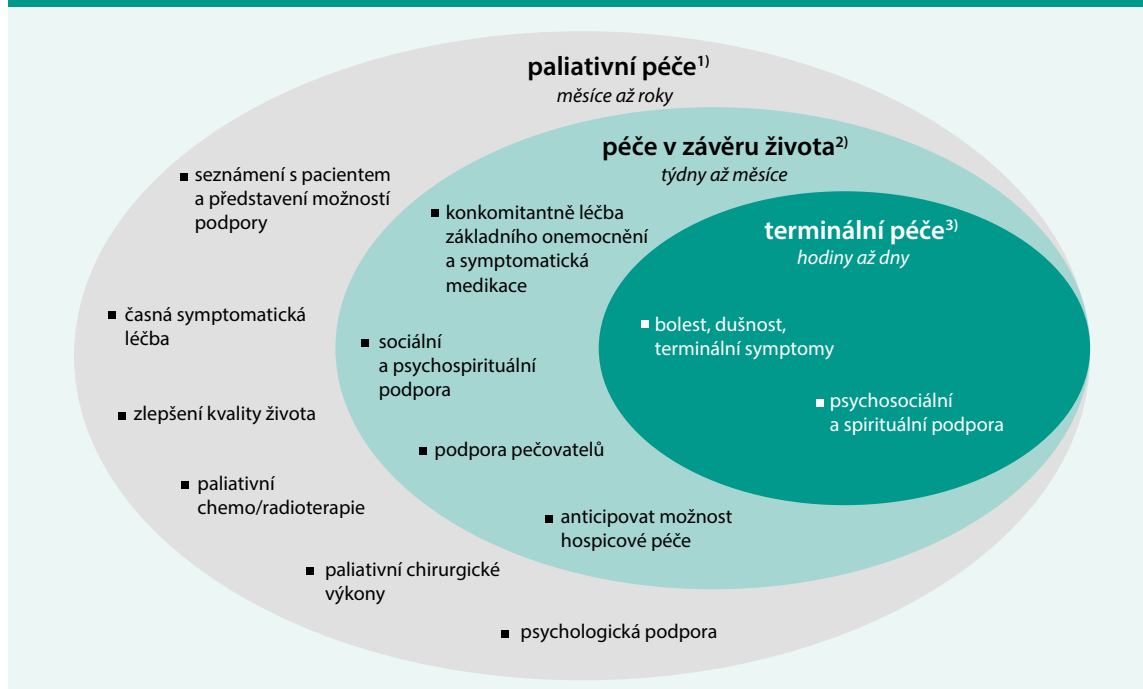 paliativní péče1)
měsíce až roky
péče v závěru života2)
týdny až měsíce
terminální péče3)
hodiny až dny
■ seznámení s pacientem
a představení možností
podpory
■ časná symptomatická
léčba
■ zlepšení kvality života
■ paliativní
chemo/radioterapie
■ paliativní chirurgické
výkony
■ psychologická podpora
■ konkomitantně léčba
základního onemocnění
a symptomatická
medikace
■ sociální
a psychospirituální
podpora
■ podpora pečovatelů
■ anticipovat možnost
hospicové péče
■ bolest, dušnost,
terminální symptomy
■ psychosociální
a spirituální podpora